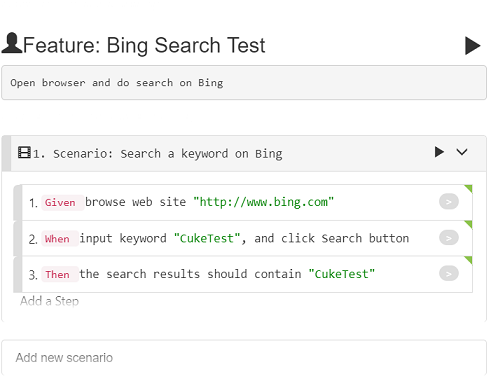 Feature: Bing Search Test
Open browser and do search on Bing
1. Scenario: Search a keyword on Bing
1. Given browse web site "http://www.bing.com"
2. When input keyword "CukeTest", and click Search button
3. Then the search results should contain "CukeTest"
Add a Step
Add new scenario